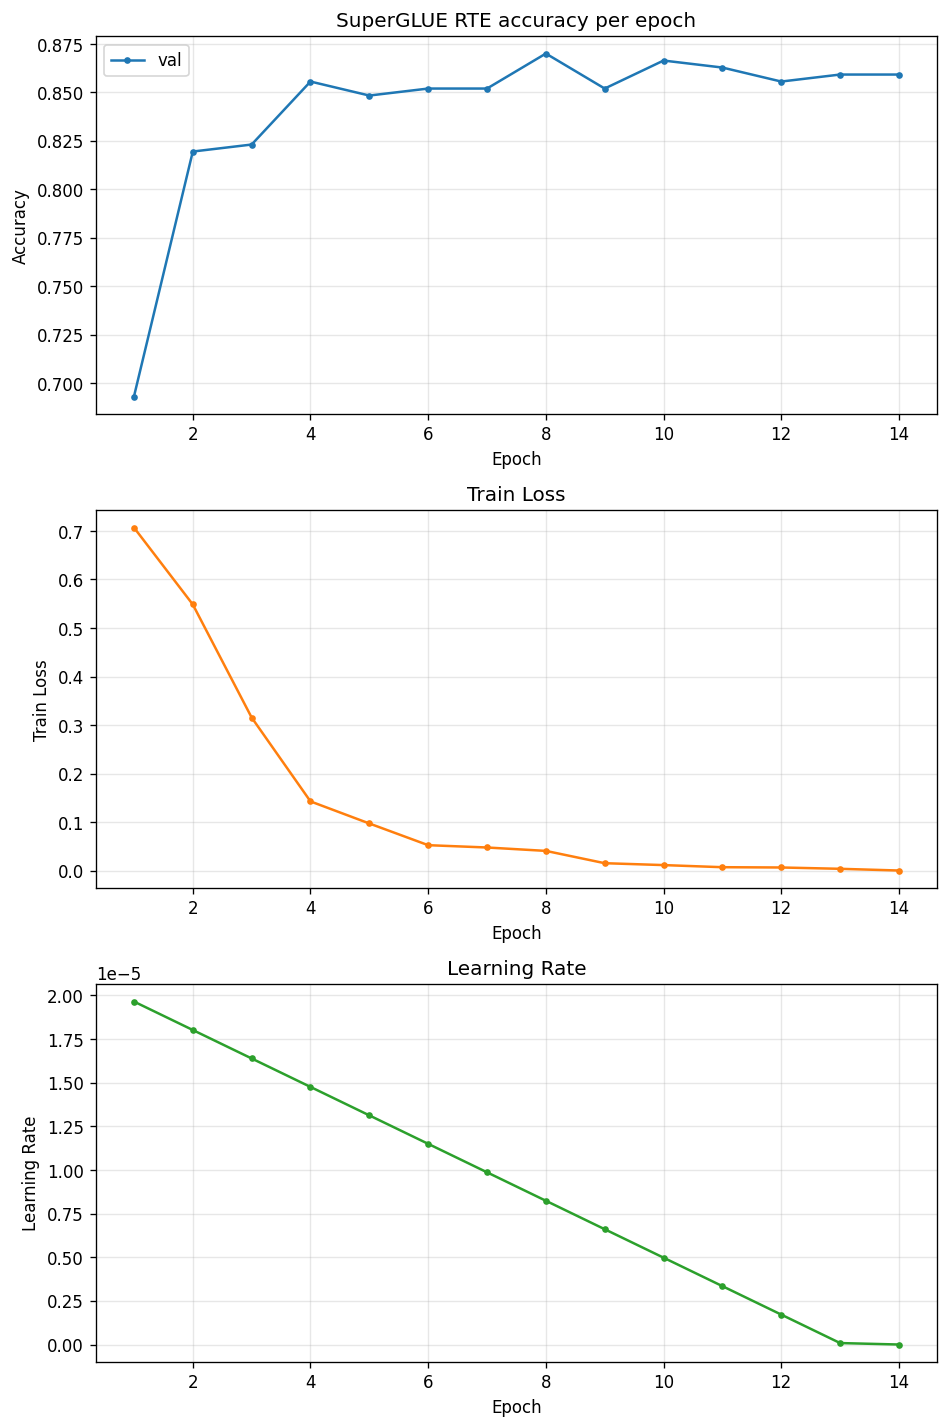 SuperGLUE RTE accuracy per epoch
val
0.875
0.850
0.825
0.800
0.775
0.750
0.725
0.700
Accuracy
2 4 6 8 10 12 14
Epoch
Train Loss
0.7
0.6
0.5
0.4
0.3
0.2
0.1
0.0
Train Loss
2 4 6 8 10 12 14
Epoch
Learning Rate
1e−5
2.00
1.75
1.50
1.25
1.00
0.75
0.50
0.25
0.00
Learning Rate
2 4 6 8 10 12 14
Epoch